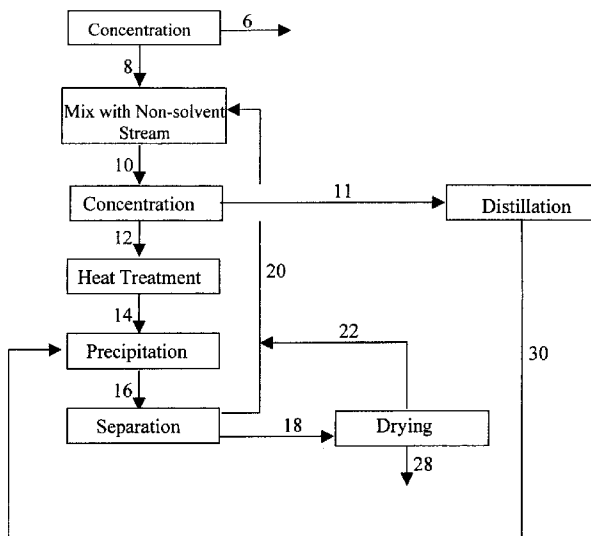 Concentration
6
8
Mix with Non-solvent
Stream
10
Concentration
11
Distillation
12
Heat Treatment
20
14
22
30
Precipitation
16
Separation
18
Drying
28